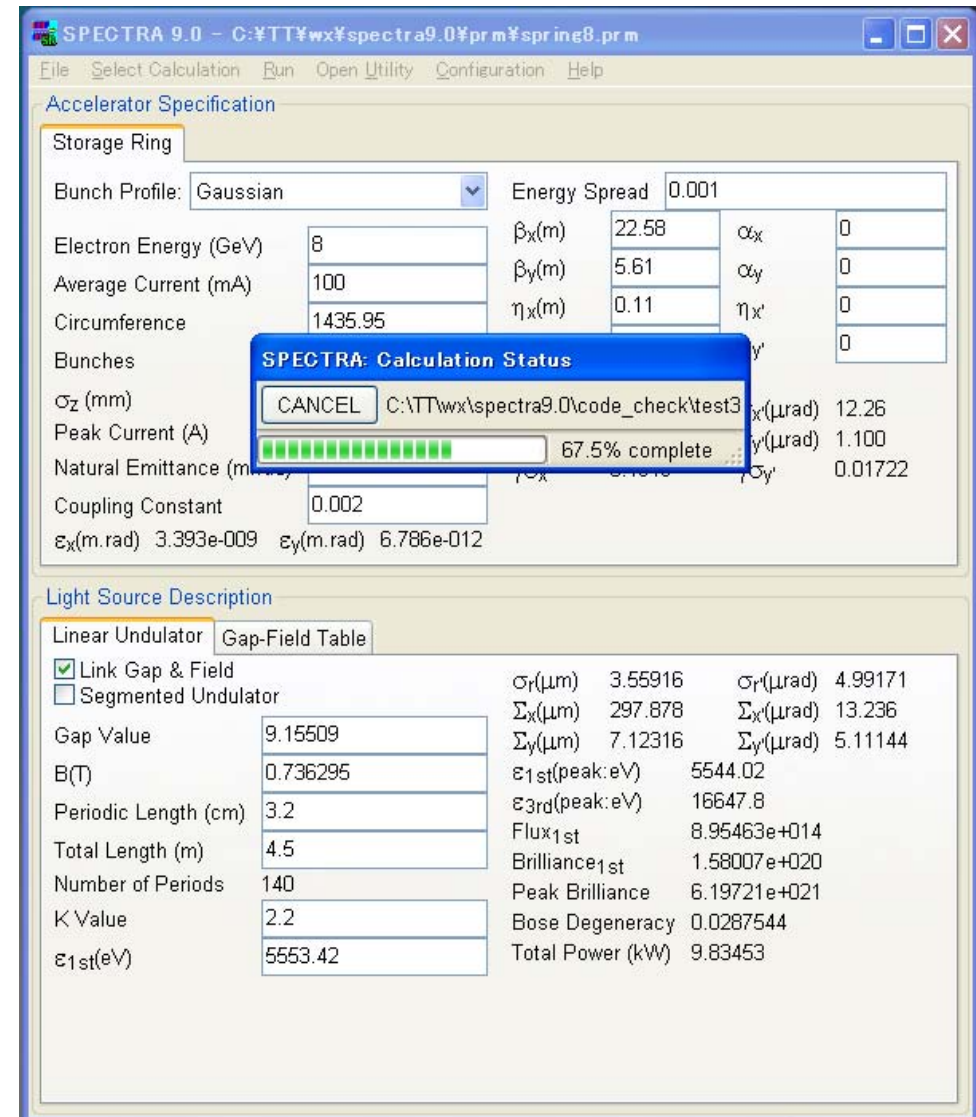 SPECTRA 9.0 - C:¥TT¥wx¥spectra9.0¥prm¥spring8.prm
File Select Calculation Run Open Utility Configuration Help
Accelerator Specification
Storage Ring
Bunch Profile: Gaussian Energy Spread 0.001
Electron Energy (GeV) 8 βx(m) 22.58 αx 0
Average Current (mA) 100 βy(m) 5.61 αy 0
Circumference 1435.95 ηx(m) 0.11 ηx' 0
Bunches y' 0
SPECTRA: Calculation Status
CANCEL C:\TT\wx\spectra9.0\code_check\test3
67.5% complete
σz (mm) x'(μrad) 12.26
Peak Current (A) y'(μrad) 1.100
Natural Emittance γσy' 0.01722
Coupling Constant 0.002
εx(m.rad) 3.393e-009 εy(m.rad) 6.786e-012
Light Source Description
Linear Undulator Gap-Field Table
Link Gap & Field
Segmented Undulator
Gap Value 9.15509
B(T) 0.736295
Periodic Length (cm) 3.2
Total Length (m) 4.5
Number of Periods 140
K Value 2.2
ε1st(eV) 5553.42
σr(μm) 3.55916 σr'(μrad) 4.99171
Σx(μm) 297.878 Σx'(μrad) 13.236
Σy(μm) 7.12316 Σy'(μrad) 5.11144
ε1st(peak:eV) 5544.02
ε3rd(peak:eV) 16647.8
Flux1st 8.95463e+014
Brilliance1st 1.58007e+020
Peak Brilliance 6.19721e+021
Bose Degeneracy 0.0287544
Total Power (kW) 9.83453